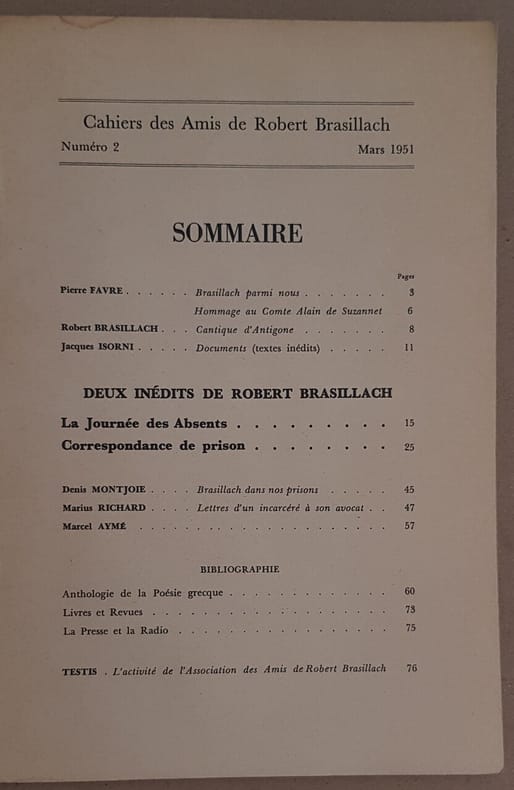 Cahiers des Amis de Robert Brasillach
Numéro 2 Mars 1951
SOMMAIRE
Pages
Pierre FAVRE . . . . . . Brasillach parmi nous . . . . . . . 3
Hommage au Comte Alain de Suzannet 6
Robert BRASILLACH . . . Cantique d'Antigone . . . . . . . 8
Jacques ISORNI . . . . . Documents (textes inédits) . . . . . 11
DEUX INÉDITS DE ROBERT BRASILLACH
La Journée des Absents . . . . . . . . . 15
Correspondance de prison . . . . . . . . 25
Denis MONTJOIE . . . . Brasillach dans nos prisons . . . . . 45
Marius RICHARD . . . . Lettres d'un incarcéré à son avocat . . 47
Marcel AYMÉ . . . . . . . . . . . . . . . . . . . 57
BIBLIOGRAPHIE
Anthologie de la Poésie grecque . . . . . . . . . . . . 60
Livres et Revues . . . . . . . . . . . . . . . . . . 73
La Presse et la Radio . . . . . . . . . . . . . . . . 75
TESTIS . L'activité de l'Association des Amis de Robert Brasillach 76